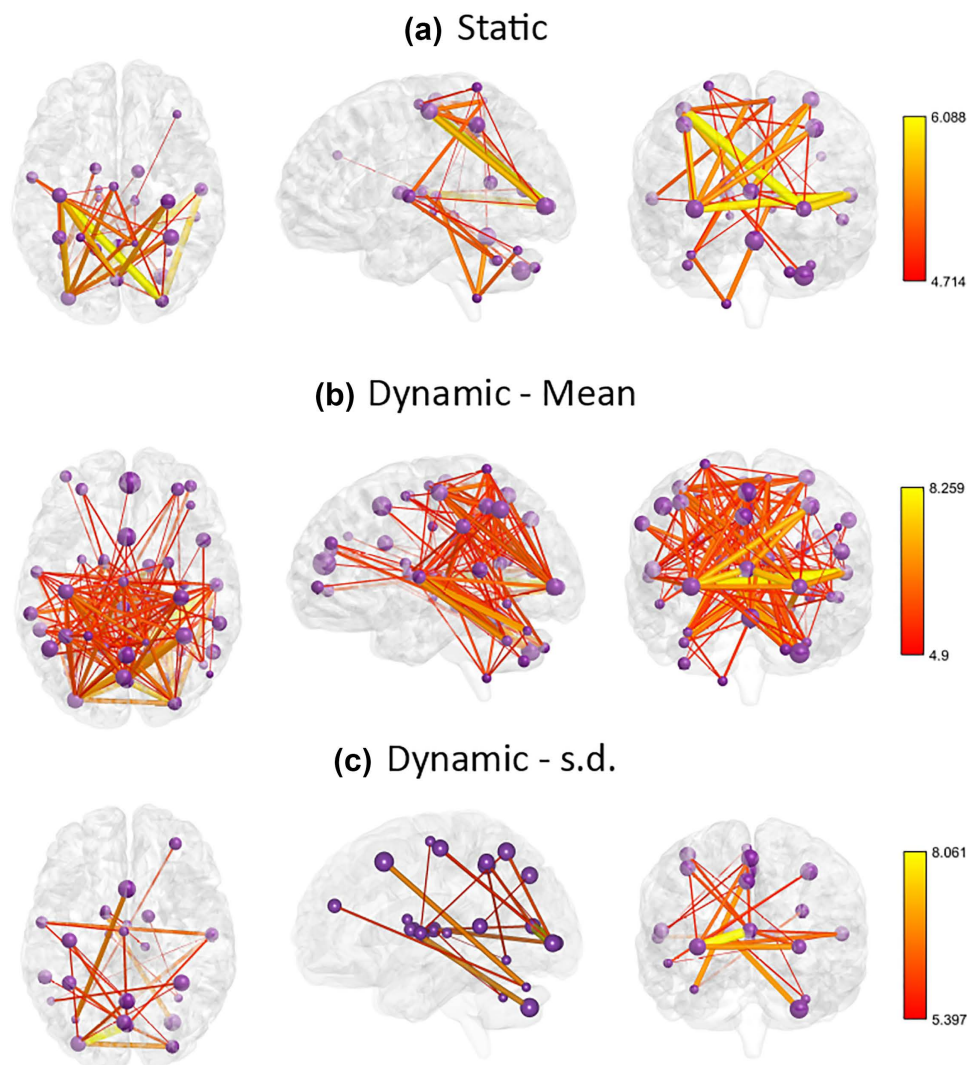 (a) Static
6.088
4.714
(b) Dynamic - Mean
8.259
4.9
(c) Dynamic - s.d.
8.061
5.397